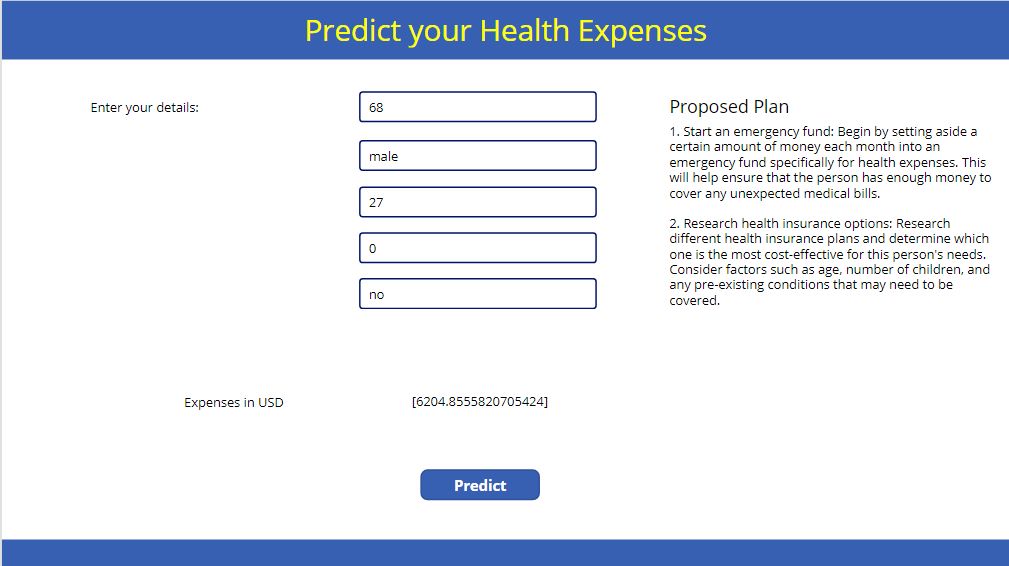 Predict your Health Expenses
Enter your details:
68
male
27
0
no
Proposed Plan
1. Start an emergency fund: Begin by setting aside a
certain amount of money each month into an
emergency fund specifically for health expenses. This
will help ensure that the person has enough money to
cover any unexpected medical bills.
2. Research health insurance options: Research
different health insurance plans and determine which
one is the most cost-effective for this person's needs.
Consider factors such as age, number of children, and
any pre-existing conditions that may need to be
covered.
Expenses in USD
[6204.8555820705424]
Predict